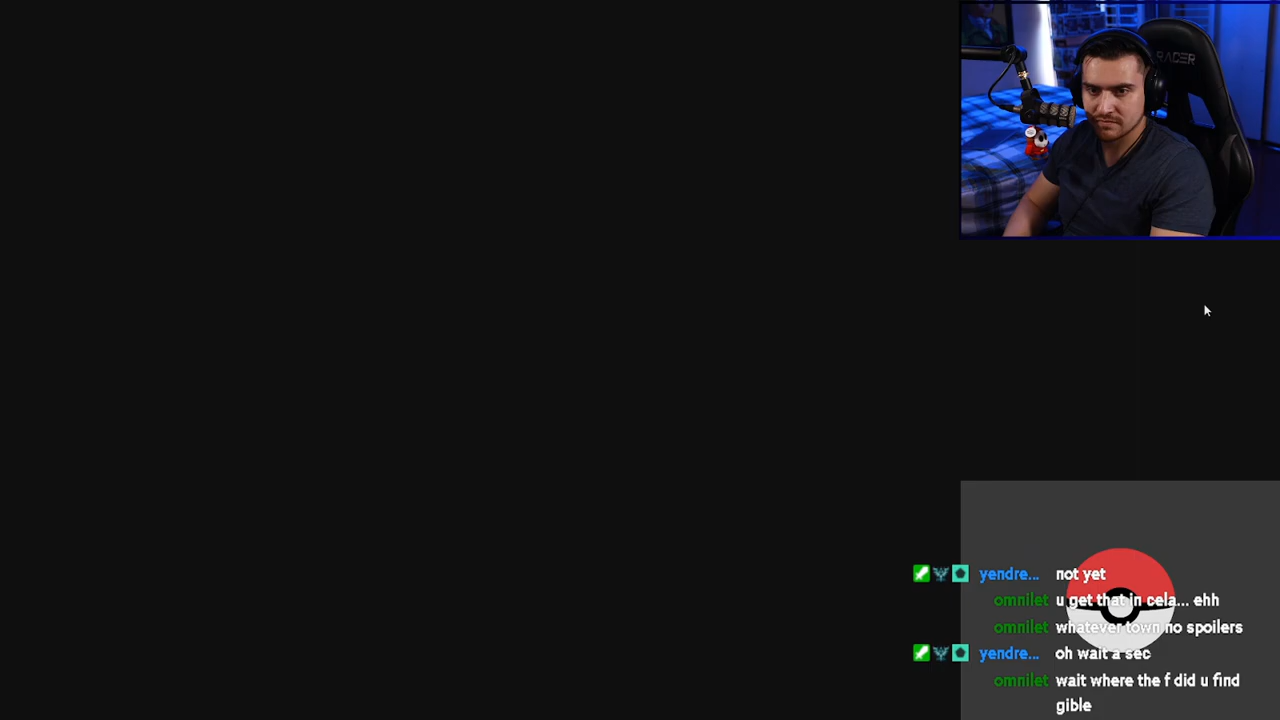 RACER
yendre... not yet
omnilet u get that in cela... ehh
omnilet whatever town no spoilers
yendre... oh wait a sec
omnilet wait where the f did u find
gible